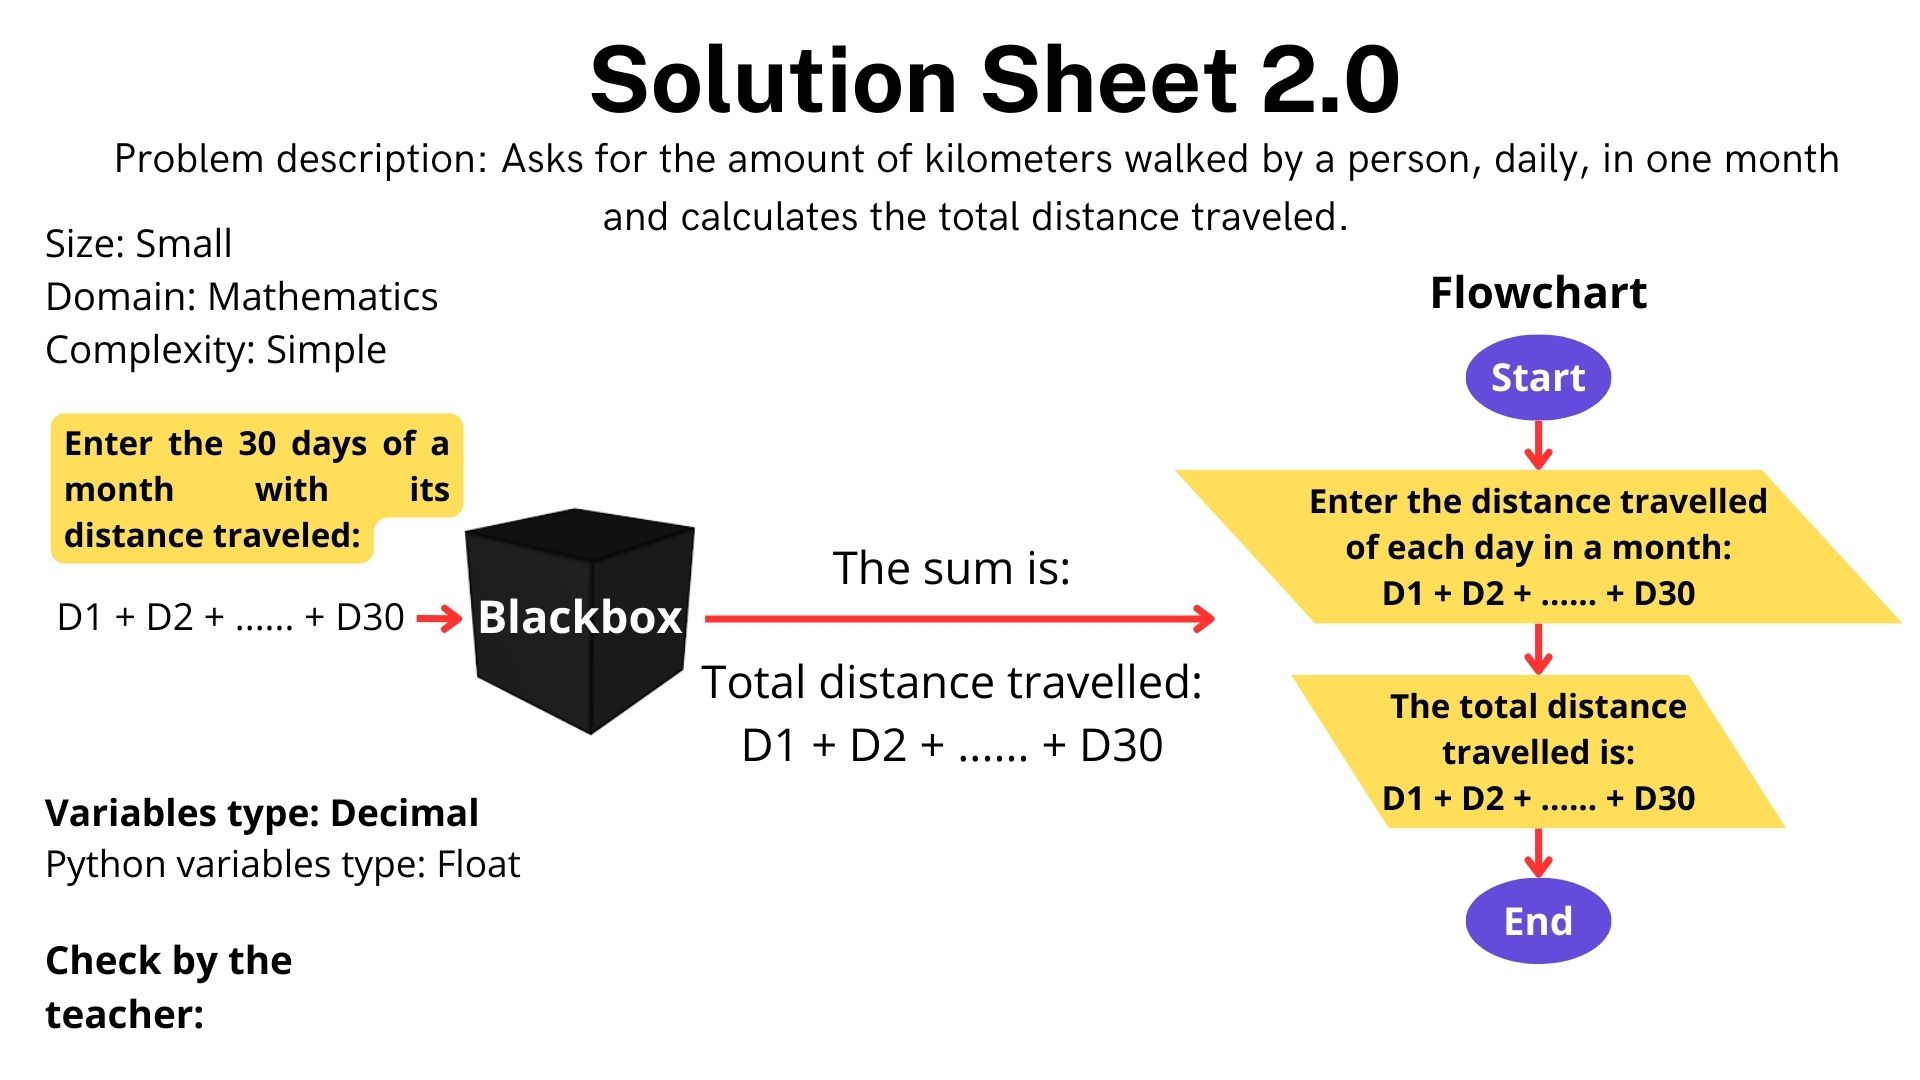 Solution Sheet 2.0
Problem description: Asks for the amount of kilometers walked by a person, daily, in one month
and calculates the total distance traveled.
Size: Small
Domain: Mathematics
Complexity: Simple
Enter the 30 days of a
month with its
distance traveled:
D1 + D2 + ...... + D30
Blackbox
The sum is:
Total distance travelled:
D1 + D2 + ...... + D30
Variables type: Decimal
Python variables type: Float
Check by the
teacher:
Flowchart
Start
Enter the distance travelled
of each day in a month:
D1 + D2 + ...... + D30
The total distance
travelled is:
D1 + D2 + ...... + D30
End